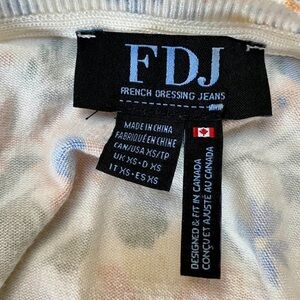 FDJ
FRENCH DRESSING JEANS
MADE IN CHINA
FABRIQUÉ EN CHINE
CAN/USA XS/TP
UK XS • D XS
IT XS • ES XS
DESIGNED & FIT IN CANADA
CONÇU ET AJUSTÉ AU CANADA